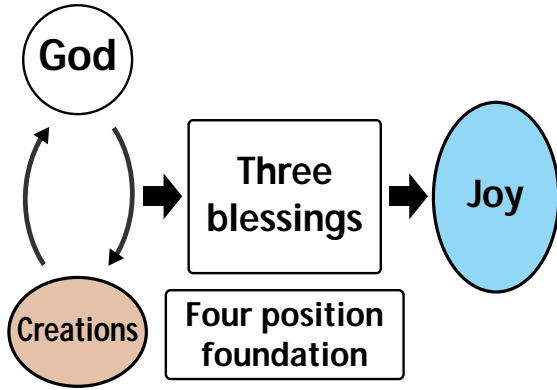 God
Three
blessings
Joy
Creations
Four position
foundation